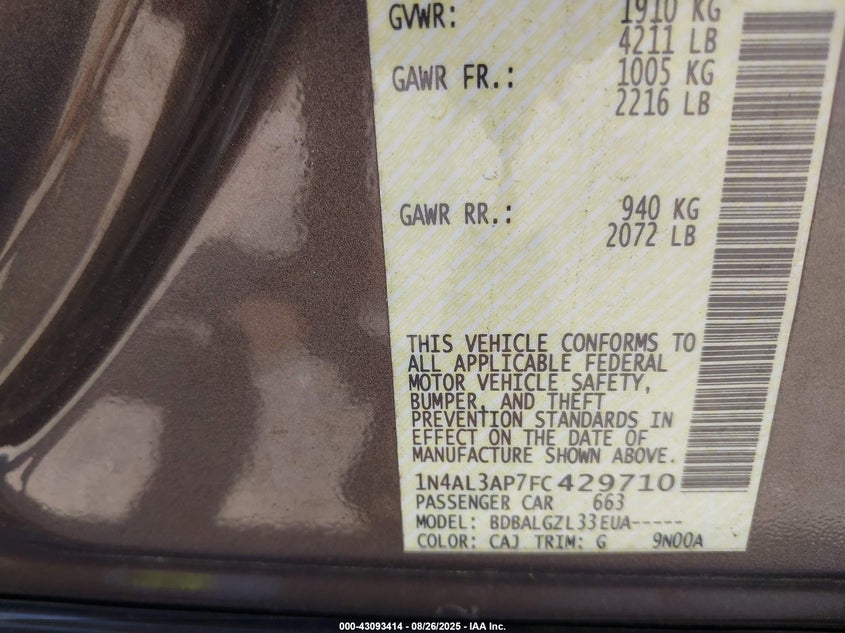 GVWR: 1910 KG
4211 LB
GAWR FR.: 1005 KG
2216 LB
GAWR RR.: 940 KG
2072 LB
THIS VEHICLE CONFORMS TO
ALL APPLICABLE FEDERAL
MOTOR VEHICLE SAFETY,
BUMPER, AND THEFT
PREVENTION STANDARDS IN
EFFECT ON THE DATE OF
MANUFACTURE SHOWN ABOVE.
1N4AL3AP7FC429710
PASSENGER CAR 663
MODEL: BDBALGZL33EUA-----
COLOR: CAJ TRIM: G 9N00A
000-43093414 - 08/26/2025 - IAA Inc.